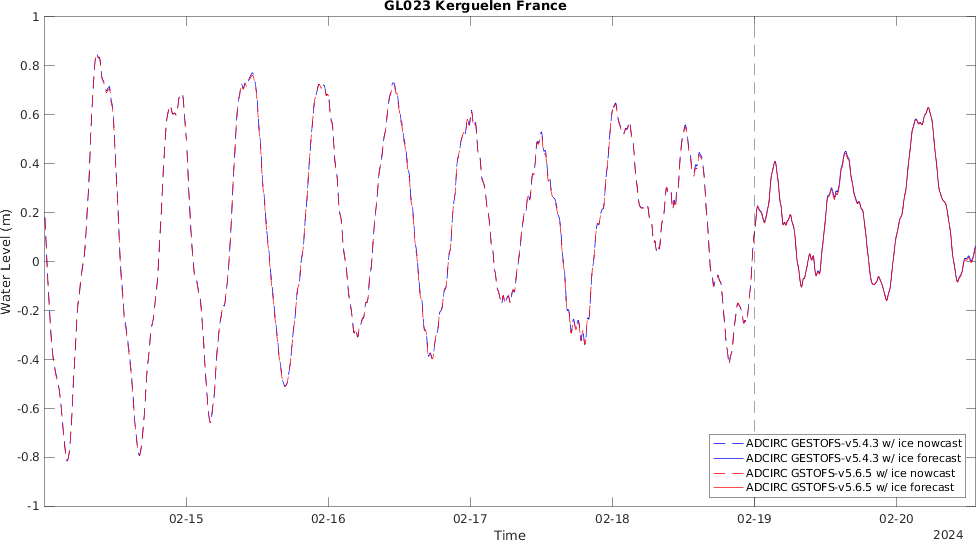 GL023 Kerguelen France
1
0.8
0.6
0.4
0.2
0
-0.2
-0.4
-0.6
-0.8
-1
Water Level (m)
02-15
02-16
02-17
02-18
02-19
02-20
Time
2024
ADCIRC GESTOFS-v5.4.3 w/ ice nowcast
ADCIRC GESTOFS-v5.4.3 w/ ice forecast
ADCIRC GSTOFS-v5.6.5 w/ ice nowcast
ADCIRC GSTOFS-v5.6.5 w/ ice forecast